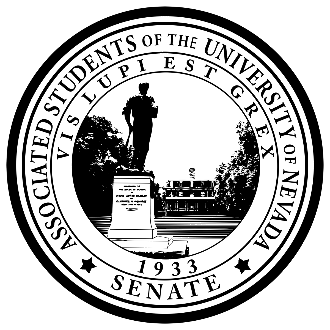 ASSOCIATED STUDENTS OF THE UNIVERSITY OF NEVADA
VIS LUPI EST GREX
1933
SENATE